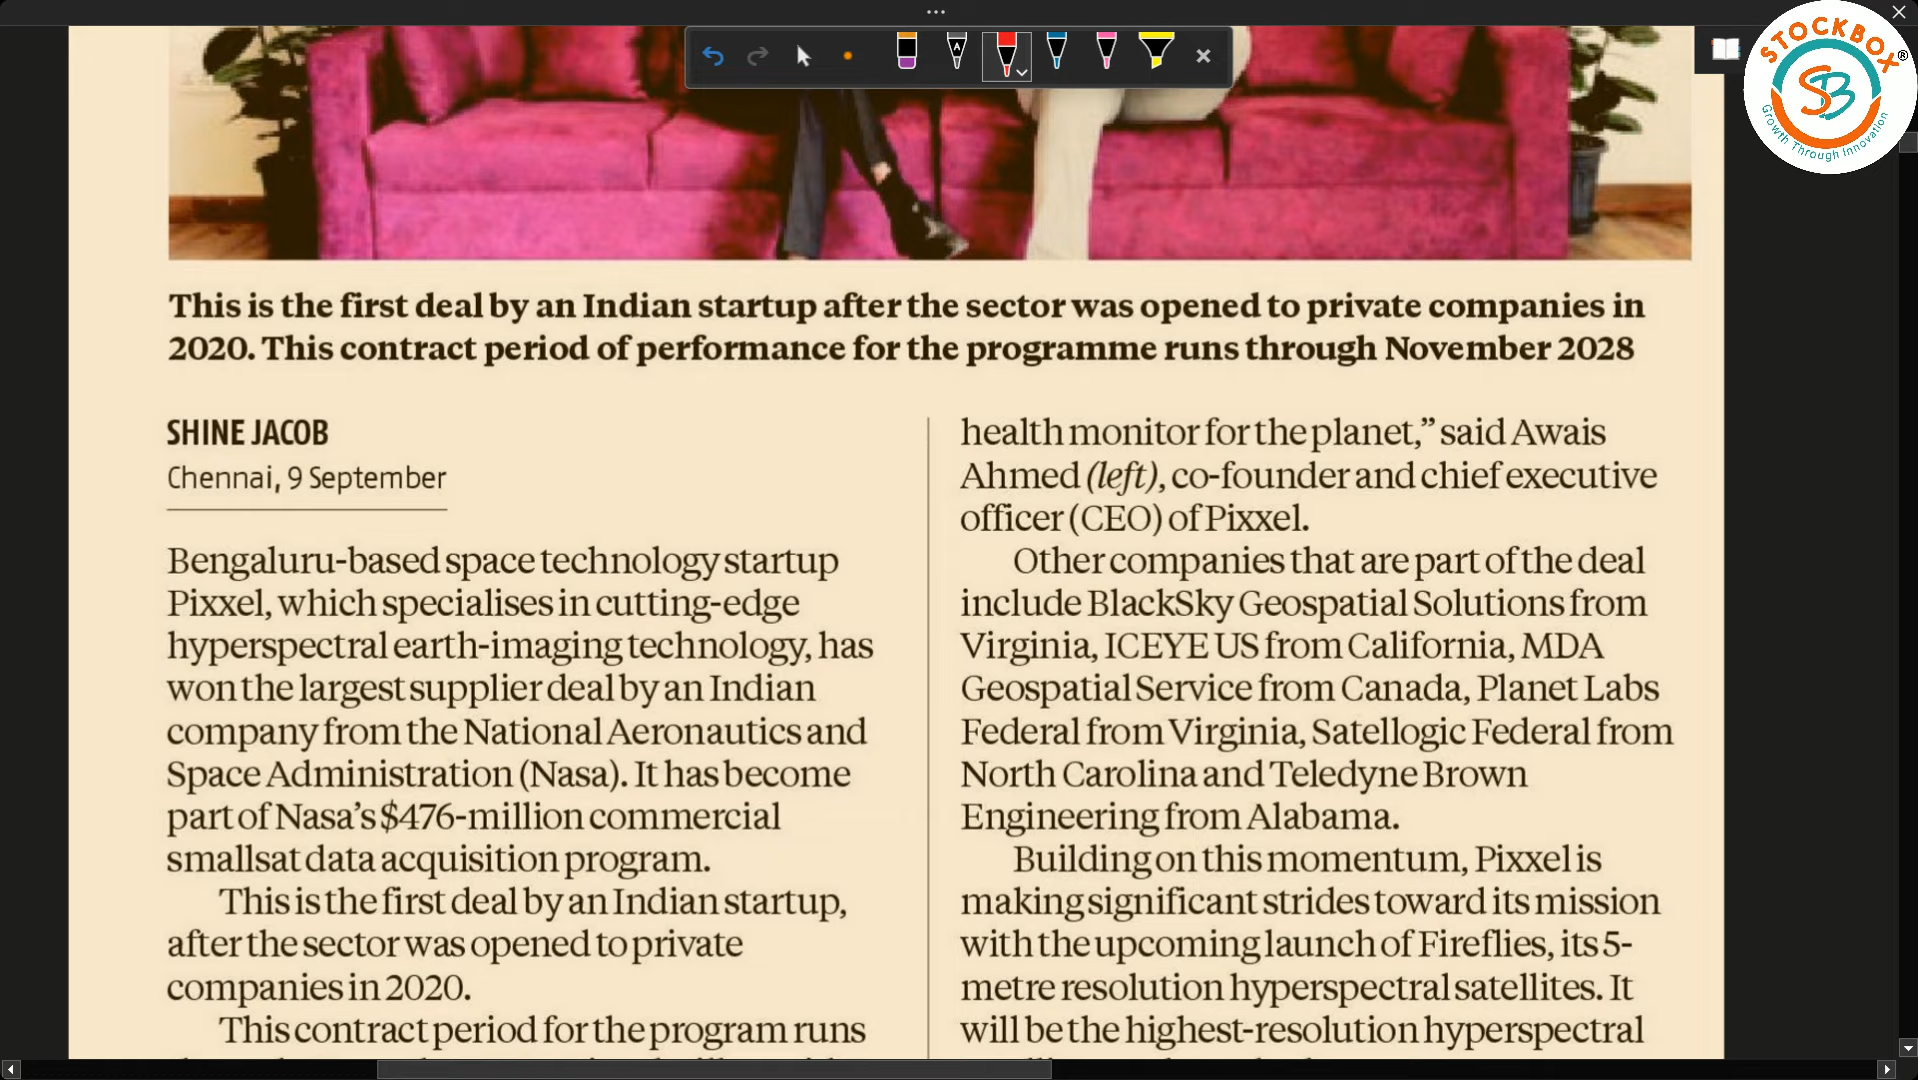 STOCKBOX
®
SB
Growth Through Innovation
A
This is the first deal by an Indian startup after the sector was opened to private companies in
2020. This contract period of performance for the programme runs through November 2028
SHINE JACOB
Chennai, 9 September
Bengaluru-based space technology startup
Pixxel, which specialises in cutting-edge
hyperspectral earth-imaging technology, has
won the largest supplier deal by an Indian
company from the National Aeronautics and
Space Administration (Nasa). It has become
part of Nasa’s $476-million commercial
smallsat data acquisition program.
This is the first deal by an Indian startup,
after the sector was opened to private
companies in 2020.
This contract period for the program runs
health monitor for the planet,” said Awais
Ahmed (left), co-founder and chief executive
officer (CEO) of Pixxel.
Other companies that are part of the deal
include BlackSky Geospatial Solutions from
Virginia, ICEYE US from California, MDA
Geospatial Service from Canada, Planet Labs
Federal from Virginia, Satellogic Federal from
North Carolina and Teledyne Brown
Engineering from Alabama.
Building on this momentum, Pixxel is
making significant strides toward its mission
with the upcoming launch of Fireflies, its 5-
metre resolution hyperspectral satellites. It
will be the highest-resolution hyperspectral